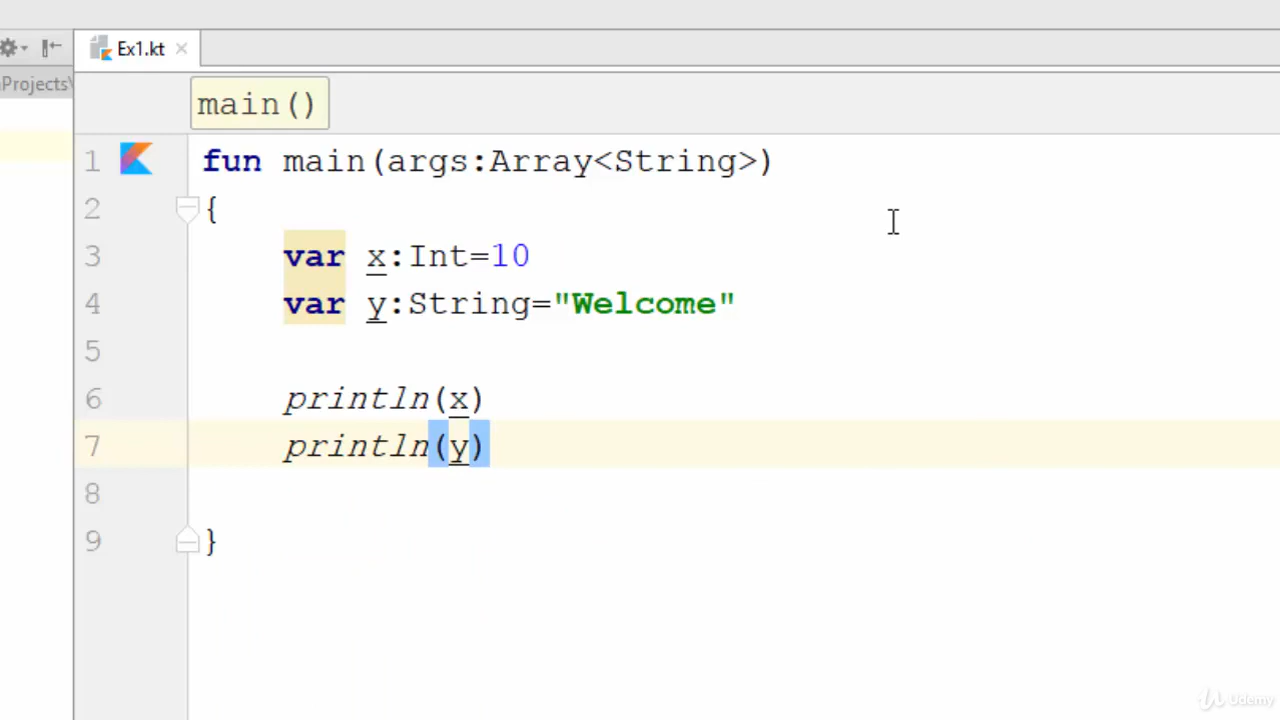 Ex1.kt
Projects\
main()
1 fun main(args:Array<String>)
2 {
3 var x:Int=10
4 var y:String="Welcome"
5
6 println(x)
7 println(y)
8
9 }
Udemy